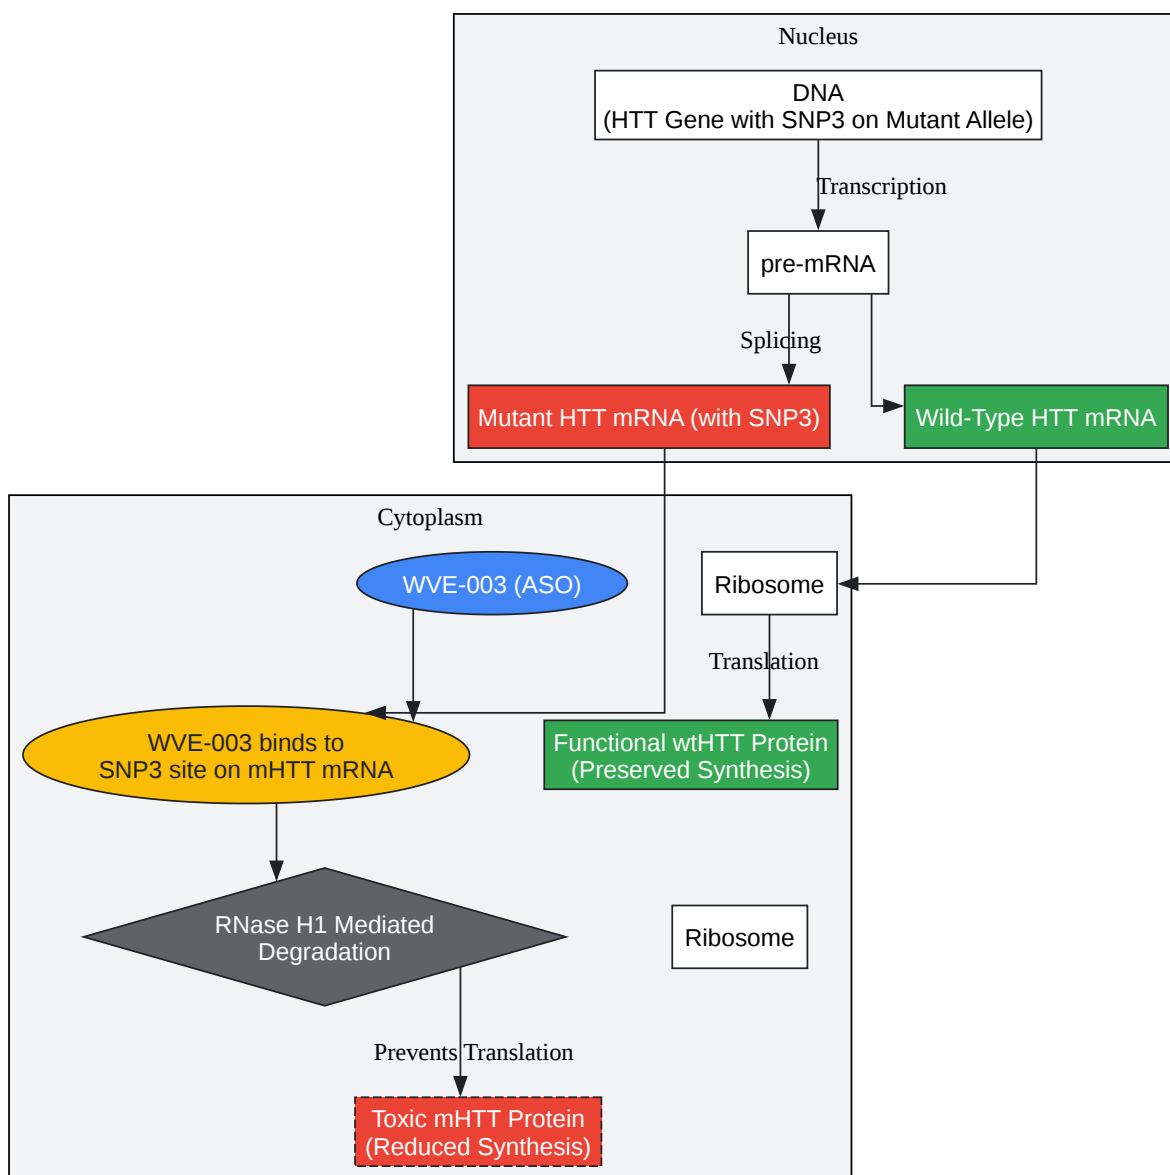 Nucleus
DNA
(HTT Gene with SNP3 on Mutant Allele)
Transcription
pre-mRNA
Splicing
Mutant HTT mRNA (with SNP3)
Wild-Type HTT mRNA
Cytoplasm
WVE-003 (ASO)
Ribosome
Translation
WVE-003 binds to
SNP3 site on mHTT mRNA
Functional wtHTT Protein
(Preserved Synthesis)
RNase H1 Mediated
Degradation
Ribosome
Prevents Translation
Toxic mHTT Protein
(Reduced Synthesis)